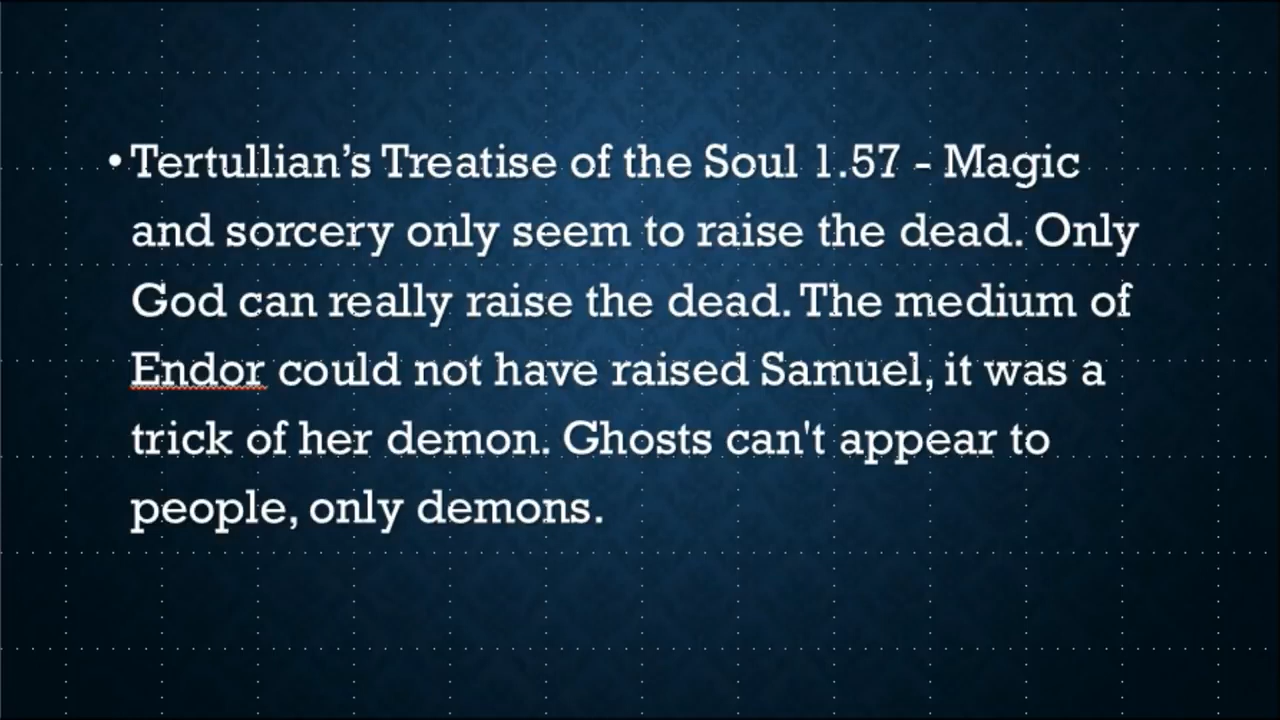 • Tertullian’s Treatise of the Soul 1.57 - Magic
and sorcery only seem to raise the dead. Only
God can really raise the dead. The medium of
Endor could not have raised Samuel, it was a
trick of her demon. Ghosts can't appear to
people, only demons.